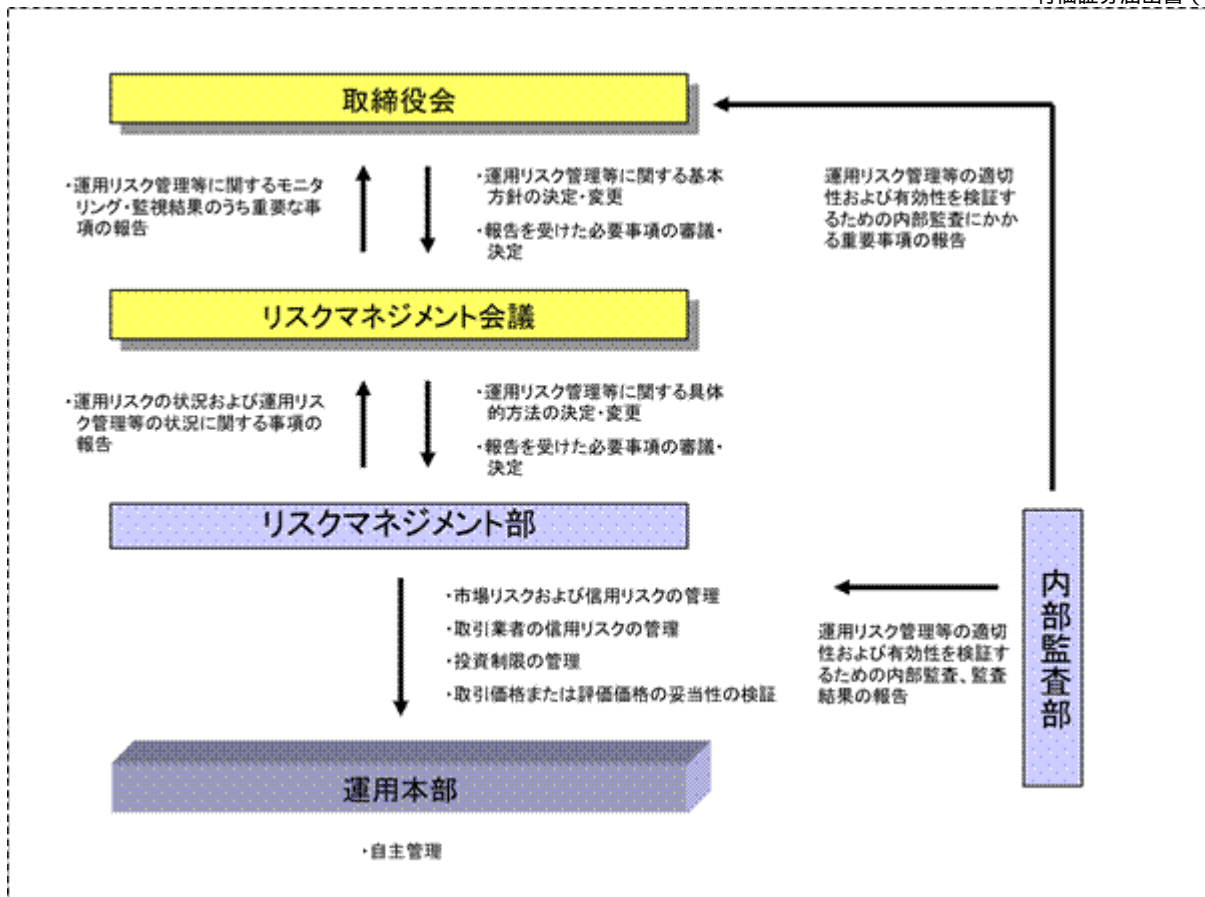 有価証券届出書（
取締役会
・運用リスク管理等に関するモニタ
リング・監視結果のうち重要な事
項の報告
・運用リスク管理等に関する基本
方針の決定・変更
・報告を受けた必要事項の審議・
決定
運用リスク管理等の適切
性および有効性を検証す
るための内部監査にかか
る重要事項の報告
リスクマネジメント会議
・運用リスクの状況および運用リス
ク管理等の状況に関する事項の
報告
・運用リスク管理等に関する具体
的方法の決定・変更
・報告を受けた必要事項の審議・
決定
リスクマネジメント部
・市場リスクおよび信用リスクの管理
・取引業者の信用リスクの管理
・投資制限の管理
・取引価格または評価価格の妥当性の検証
運用リスク管理等の適切
性および有効性を検証す
るための内部監査、監査
結果の報告
内部監査部
運用本部
・自主管理